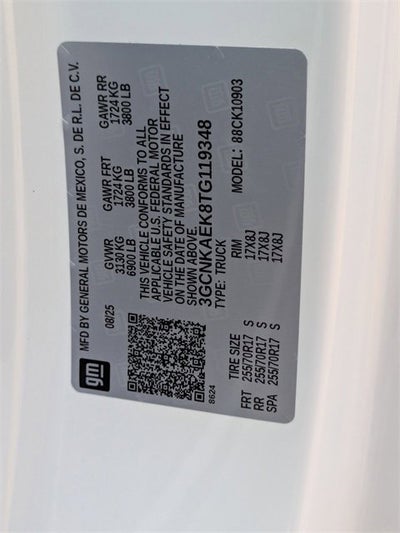 gm
MFD BY GENERAL MOTORS DE MEXICO, S. DE R.L. DE C.V.
08/25
GVWR
3130 KG
6900 LB
GAWR FRT
1724 KG
3800 LB
GAWR RR
1724 KG
3800 LB
THIS VEHICLE CONFORMS TO ALL
APPLICABLE U.S. FEDERAL MOTOR
VEHICLE SAFETY STANDARDS IN EFFECT
ON THE DATE OF MANUFACTURE
SHOWN ABOVE.
3GCNKAEK8TG119348
TYPE: TRUCK
MODEL: 88CK10903
8624
TIRE SIZE RIM
FRT 255/70R17 S 17X8J
RR 255/70R17 S 17X8J
SPA 255/70R17 S 17X8J